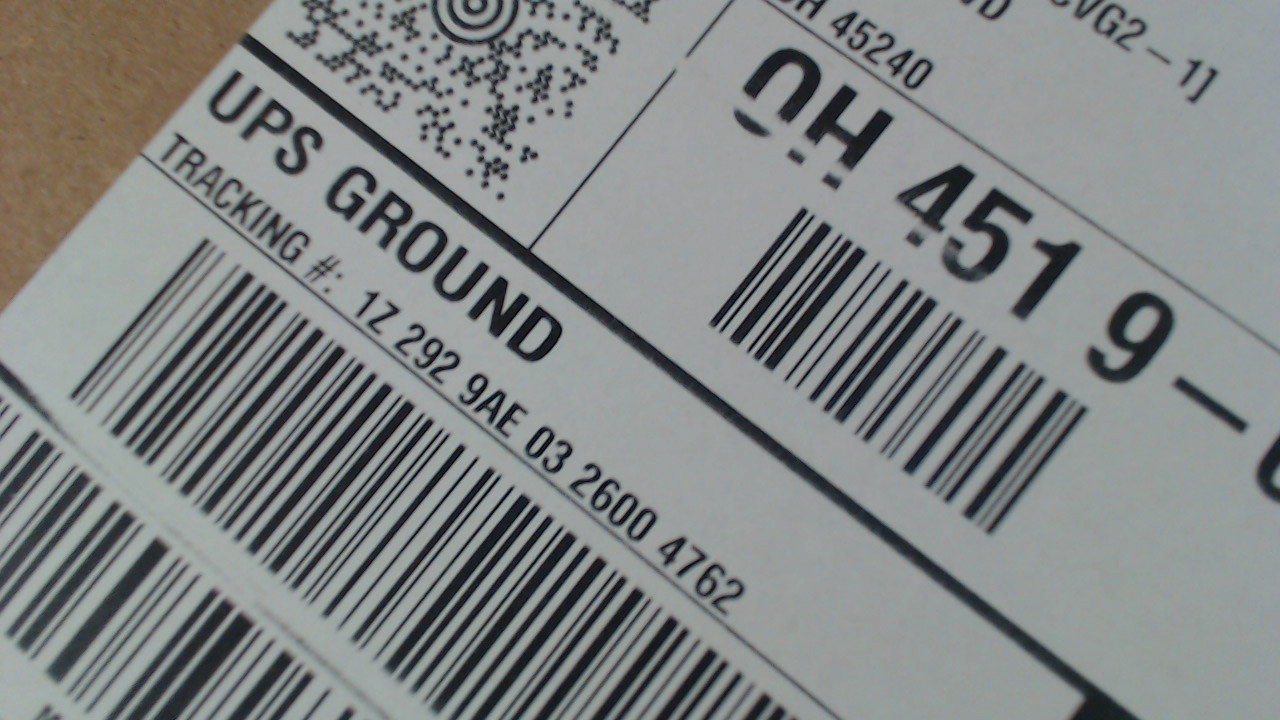 CVG2-1]
OH 45240
OH 451 9-
UPS GROUND
TRACKING #: 1Z 292 9AE 03 2600 4762